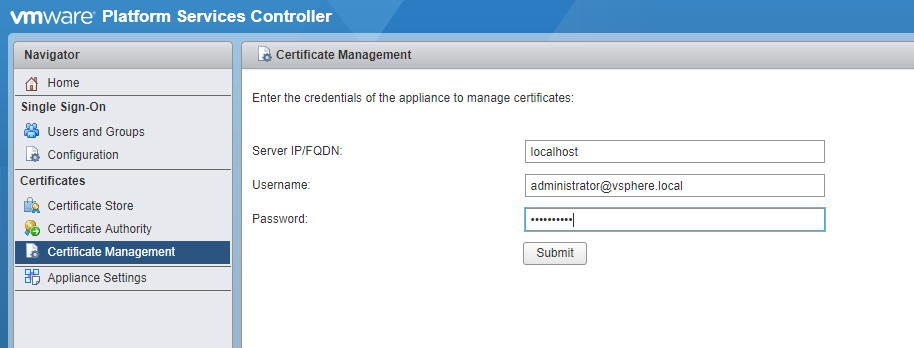 vmware® Platform Services Controller
Navigator
Home
Single Sign-On
Users and Groups
Configuration
Certificates
Certificate Store
Certificate Authority
Certificate Management
Appliance Settings
Certificate Management
Enter the credentials of the appliance to manage certificates:
Server IP/FQDN: localhost
Username: administrator@vsphere.local
Password: ••••••••••
Submit